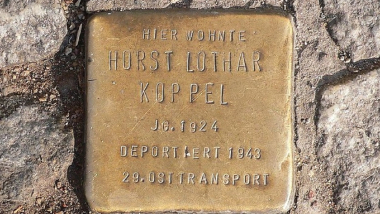 HIER WOHNTE
HORST LOTHAR
KOPPEL
JG. 1924
DEPORTIERT 1943
29. OSTTRANSPORT